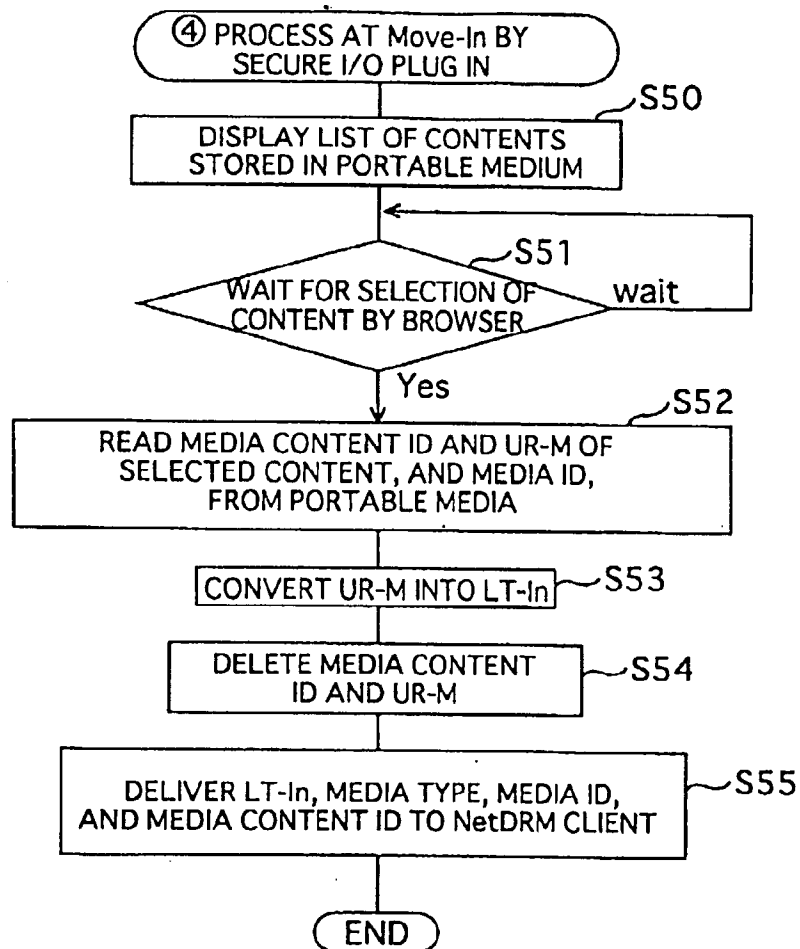 ④ PROCESS AT Move-In BY
SECURE I/O PLUG IN
S50
DISPLAY LIST OF CONTENTS
STORED IN PORTABLE MEDIUM
S51
WAIT FOR SELECTION OF
CONTENT BY BROWSER
wait
Yes
S52
READ MEDIA CONTENT ID AND UR-M OF
SELECTED CONTENT, AND MEDIA ID,
FROM PORTABLE MEDIA
CONVERT UR-M INTO LT-In
S53
DELETE MEDIA CONTENT
ID AND UR-M
S54
DELIVER LT-In, MEDIA TYPE, MEDIA ID,
AND MEDIA CONTENT ID TO NetDRM CLIENT
S55
END